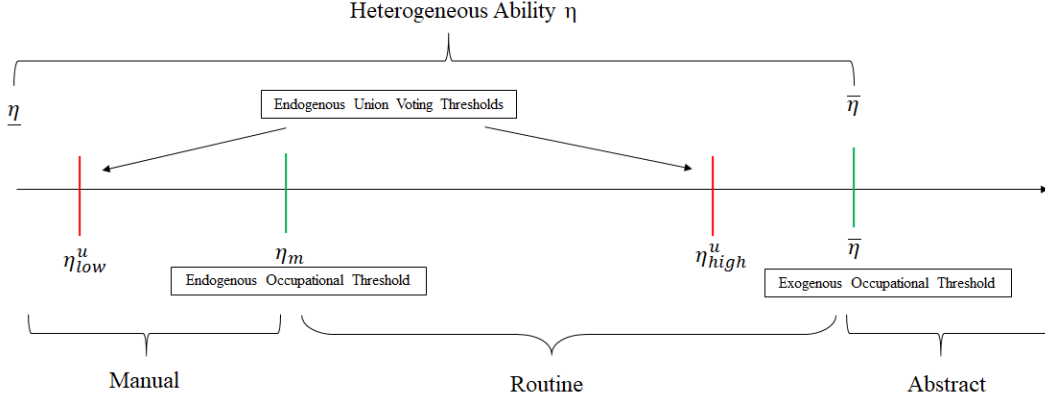 Heterogeneous Ability η
Endogenous Union Voting Thresholds
η
η̅
η^u_low
η_m
η^u_high
η̅
Endogenous Occupational Threshold
Exogenous Occupational Threshold
Manual
Routine
Abstract